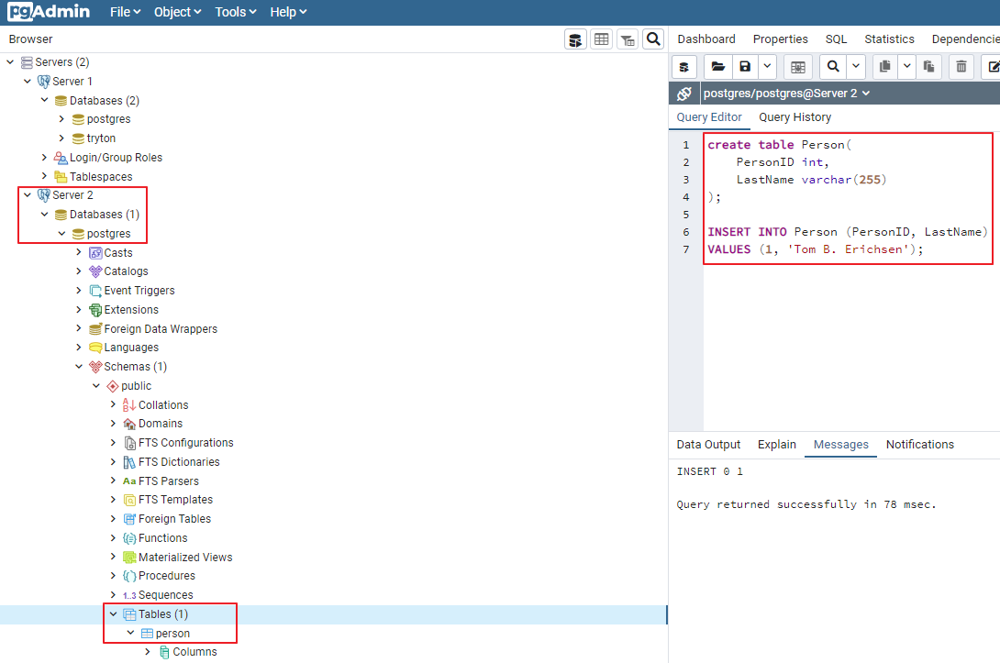 pgAdmin File Object Tools Help
Browser
Servers (2)
Server 1
Databases (2)
postgres
tryton
Login/Group Roles
Tablespaces
Server 2
Databases (1)
postgres
Casts
Catalogs
Event Triggers
Extensions
Foreign Data Wrappers
Languages
Schemas (1)
public
Collations
Domains
FTS Configurations
FTS Dictionaries
Aa FTS Parsers
FTS Templates
Foreign Tables
Functions
Materialized Views
Procedures
1..3 Sequences
Tables (1)
person
Columns
Dashboard Properties SQL Statistics Dependencie
postgres/postgres@Server 2
Query Editor Query History
1 create table Person(
2 PersonID int,
3 LastName varchar(255)
4 );
5
6 INSERT INTO Person (PersonID, LastName)
7 VALUES (1, 'Tom B. Erichsen');
Data Output Explain Messages Notifications
INSERT 0 1
Query returned successfully in 78 msec.